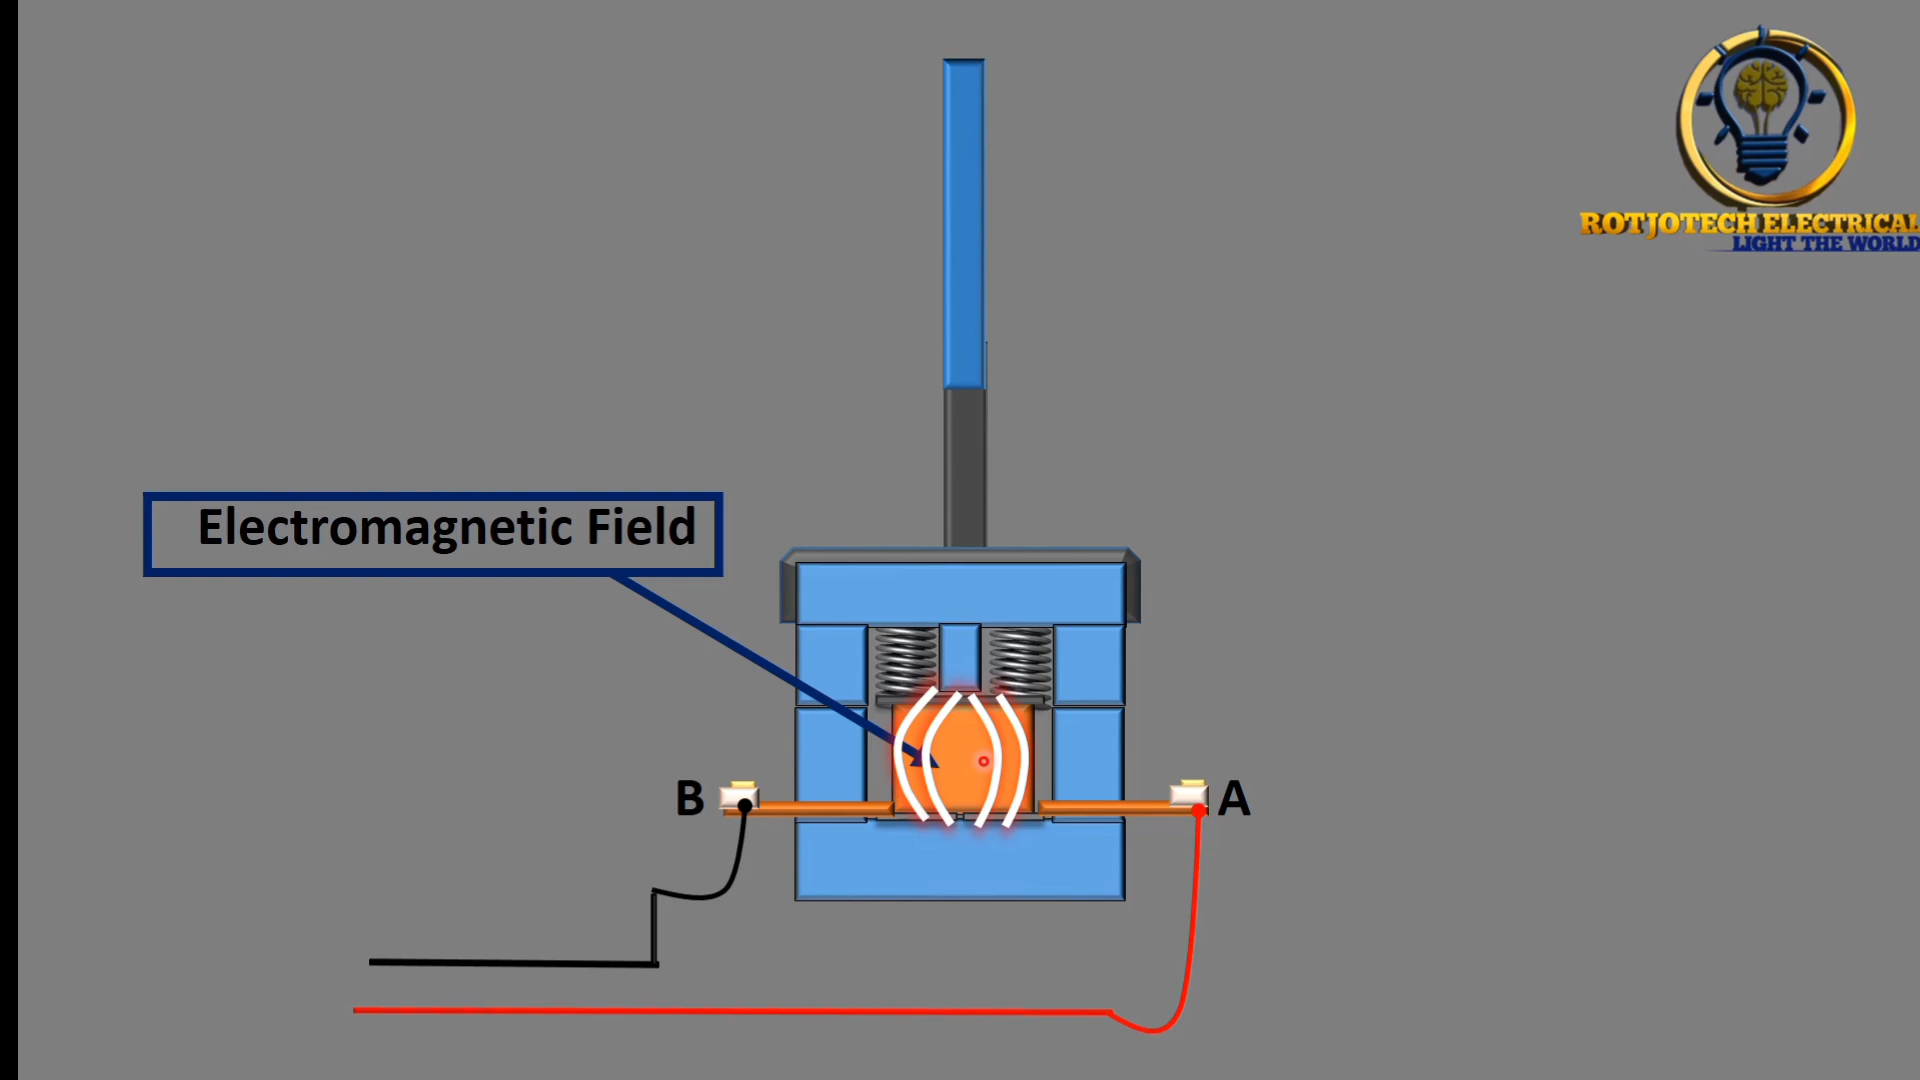 ROTJOTECH ELECTRICAL
LIGHT THE WORLD
Electromagnetic Field
B
A